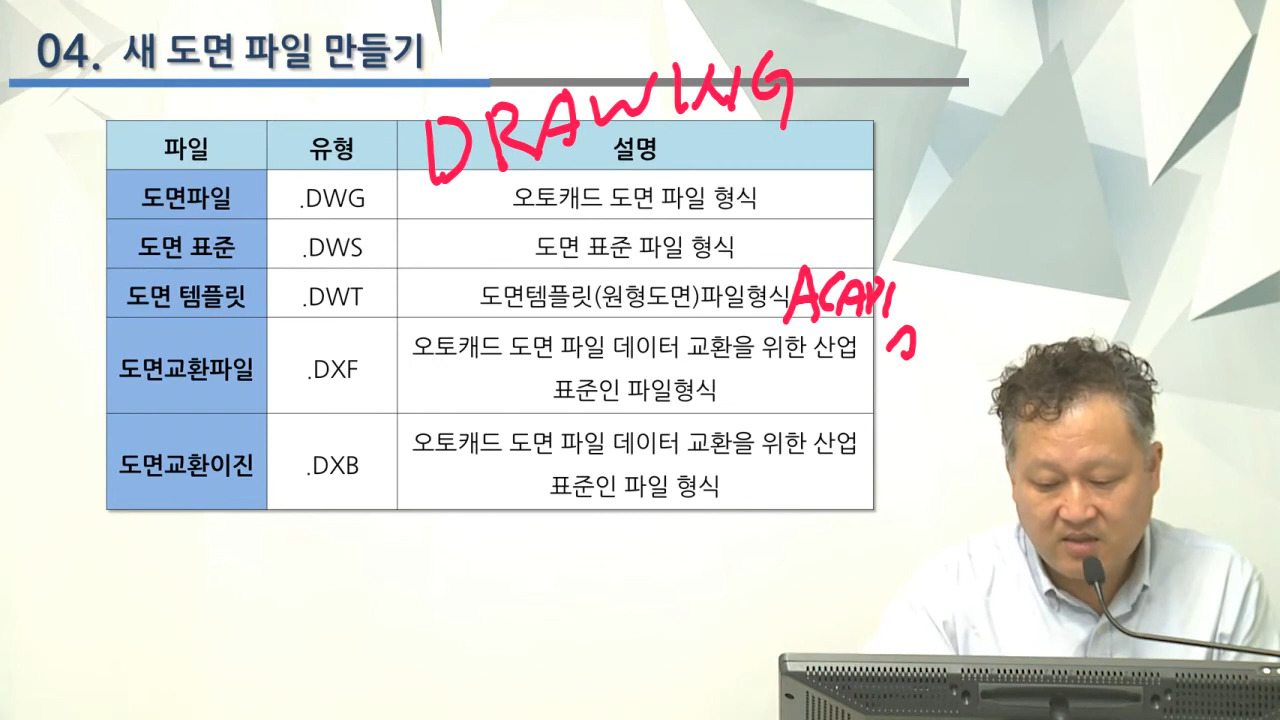 04. 새 도면 파일 만들기
DRAWING
파일 유형 설명
도면파일 .DWG 오토캐드 도면 파일 형식
도면 표준 .DWS 도면 표준 파일 형식
도면 템플릿 .DWT 도면템플릿(원형도면)파일형식
도면교환파일 .DXF 오토캐드 도면 파일 데이터 교환을 위한 산업
표준인 파일형식
도면교환이진 .DXB 오토캐드 도면 파일 데이터 교환을 위한 산업
표준인 파일 형식